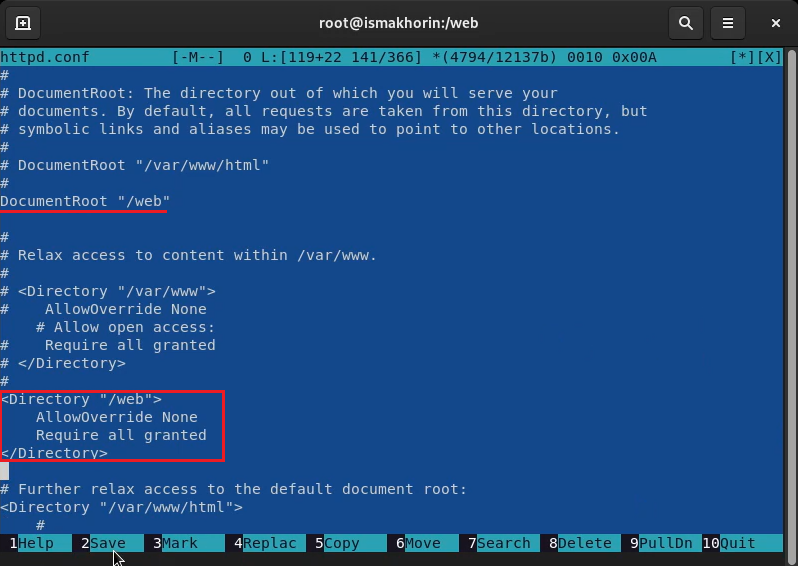 root@ismakhorin:/web
httpd.conf         [-M--]  0 L:[119+22 141/366] *(4794/12137b) 0010 0x00A        [*][X]
#
# DocumentRoot: The directory out of which you will serve your
# documents. By default, all requests are taken from this directory, but
# symbolic links and aliases may be used to point to other locations.
#
# DocumentRoot "/var/www/html"
#
DocumentRoot "/web"
#
# Relax access to content within /var/www.
#
# <Directory "/var/www">
#    AllowOverride None
    # Allow open access:
#    Require all granted
# </Directory>
#
<Directory "/web">
    AllowOverride None
    Require all granted
</Directory>
# Further relax access to the default document root:
<Directory "/var/www/html">
    #
1Help  2Save  3Mark  4Replac  5Copy  6Move  7Search  8Delete  9PullDn  10Quit